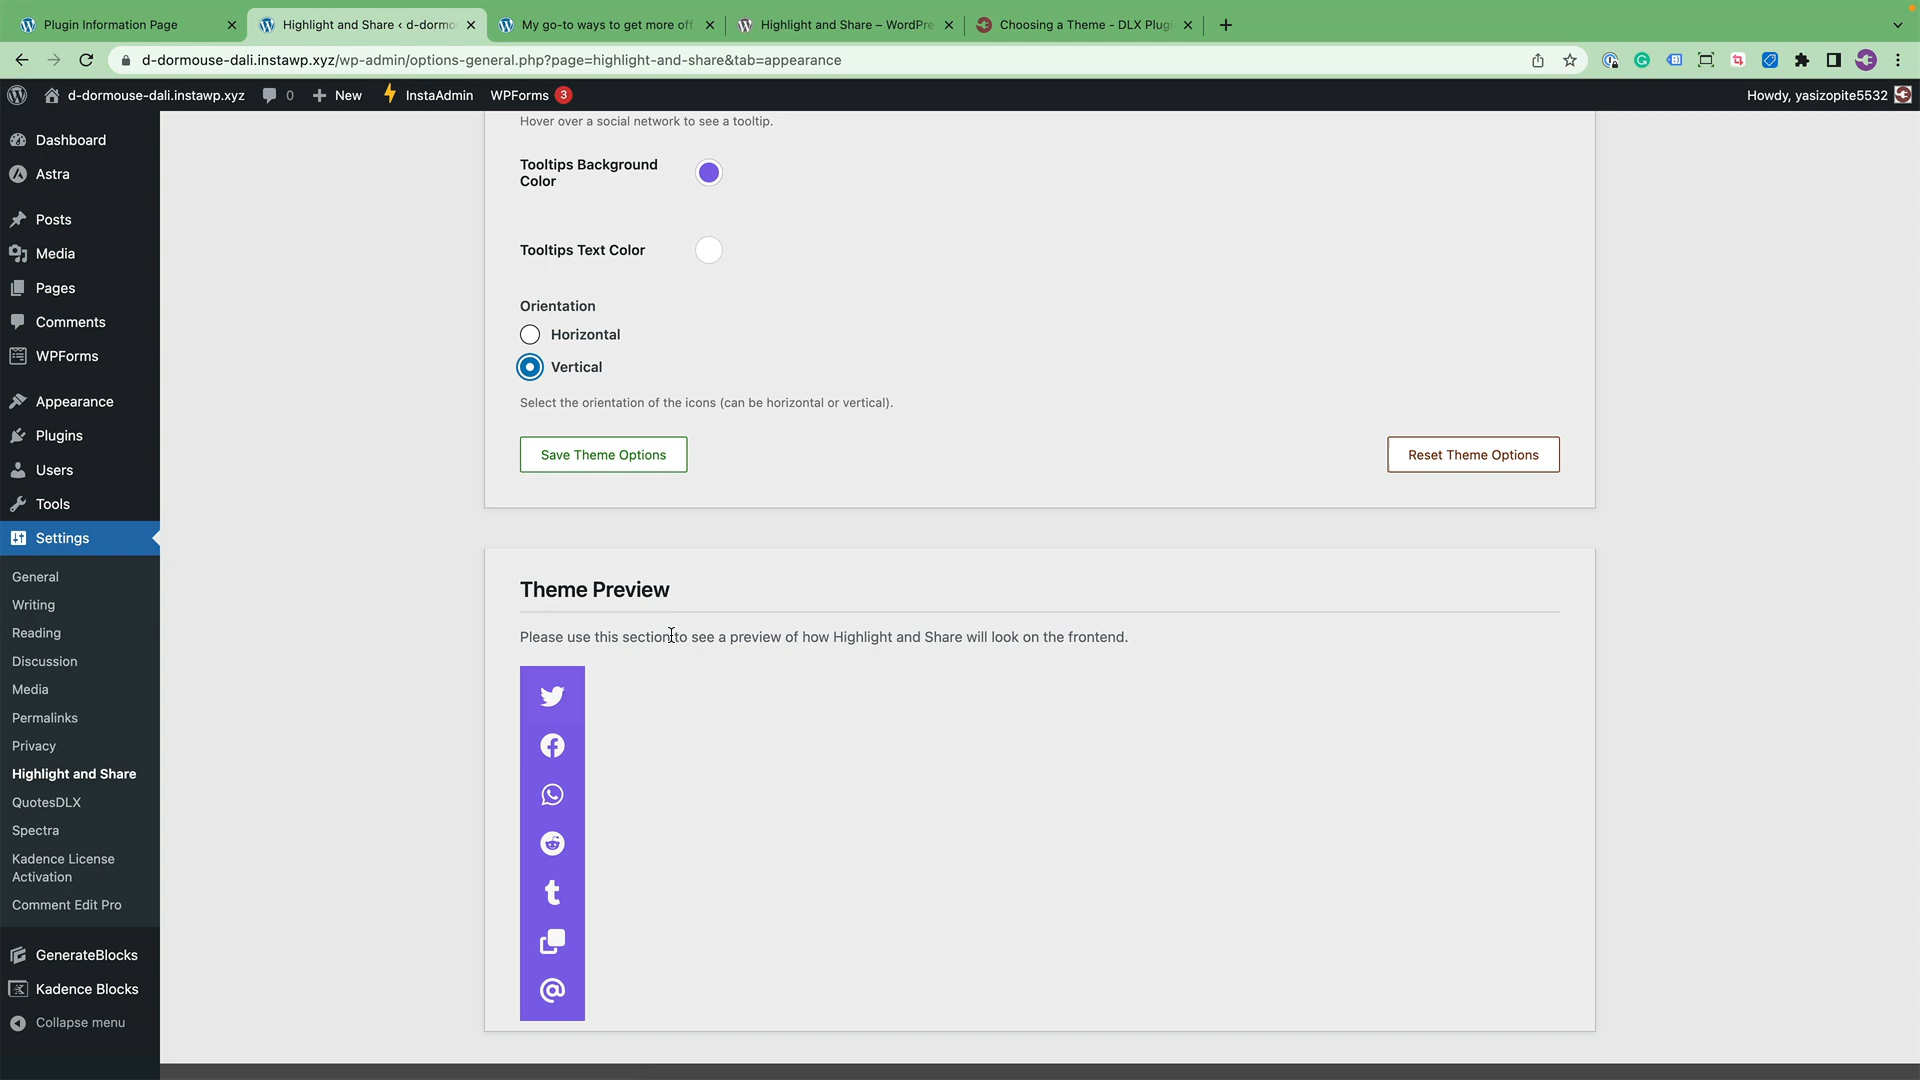 Plugin Information Page
Highlight and Share ‹ d-dormo
My go-to ways to get more off
Highlight and Share – WordPre
Choosing a Theme - DLX Plugi
d-dormouse-dali.instawp.xyz/wp-admin/options-general.php?page=highlight-and-share&tab=appearance
d-dormouse-dali.instawp.xyz
0
New
InstaAdmin
WPForms 3
Howdy, yasizopite5532
Dashboard
Astra
Posts
Media
Pages
Comments
WPForms
Appearance
Plugins
Users
Tools
Settings
General
Writing
Reading
Discussion
Media
Permalinks
Privacy
Highlight and Share
QuotesDLX
Spectra
Kadence License
Activation
Comment Edit Pro
GenerateBlocks
Kadence Blocks
Collapse menu
Hover over a social network to see a tooltip.
Tooltips Background
Color
Tooltips Text Color
Orientation
Horizontal
Vertical
Select the orientation of the icons (can be horizontal or vertical).
Save Theme Options
Reset Theme Options
Theme Preview
Please use this section to see a preview of how Highlight and Share will look on the frontend.